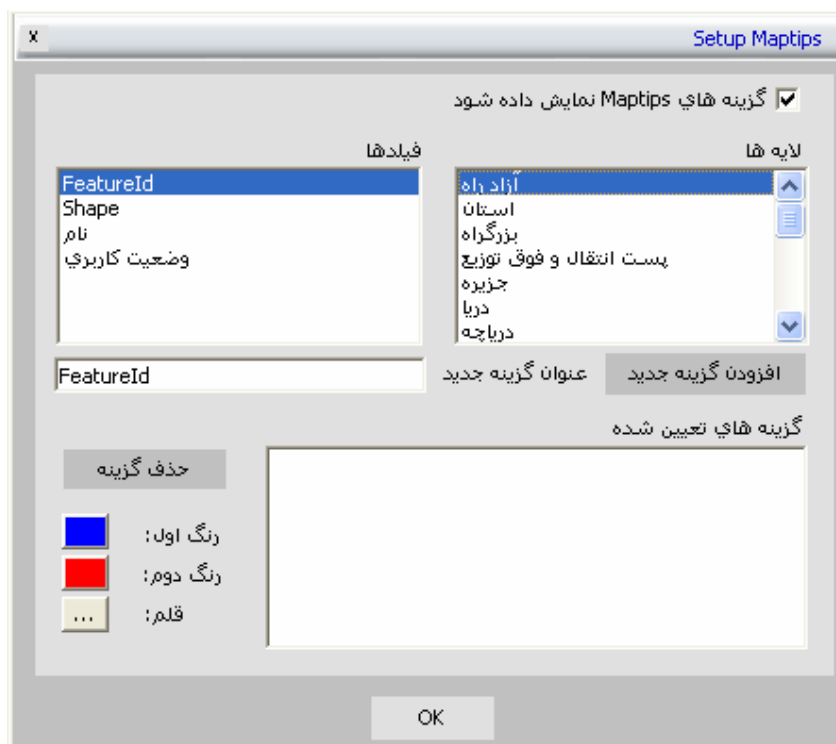 x
Setup Maptips
گزينه هاي Maptips نمايش داده شود
لايه ها
آزاد راه
استان
بزرگراه
پست انتقال و فوق توزيع
جزيره
دريا
درياچه
فيلدها
FeatureId
Shape
نام
وضعيت کاربري
افزودن گزينه جديد
عنوان گزينه جديد
FeatureId
گزينه هاي تعيين شده
حذف گزينه
رنگ اول:
رنگ دوم:
قلم:
...
OK